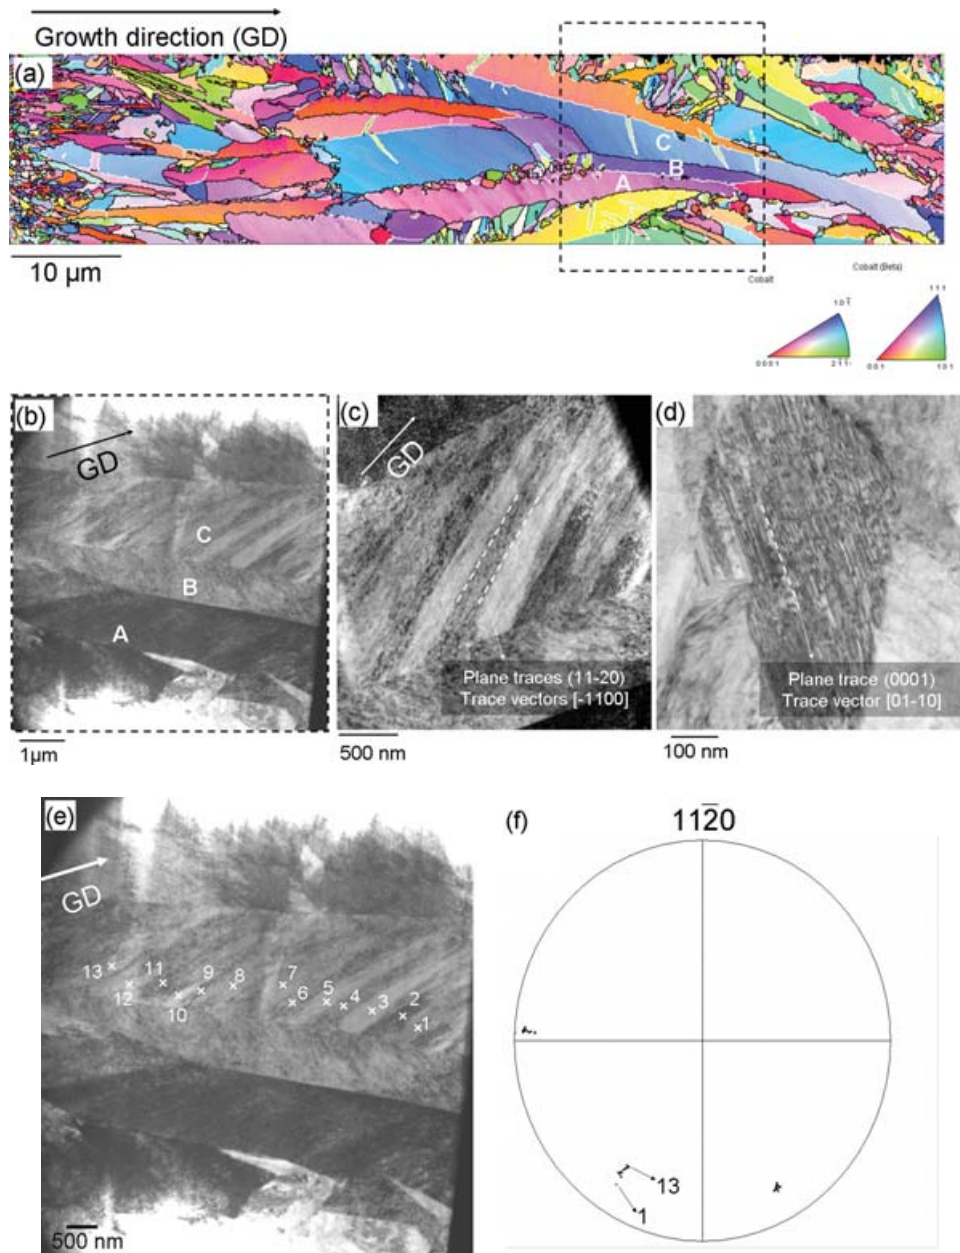 Growth direction (GD)
(a)
C
B
A
10 µm
Cobalt
Cobalt (Beta)
0001
001
101
111
(b)
GD
C
B
A
1µm
(c)
GD
Plane traces (11-20)
Trace vectors [-1100]
500 nm
(d)
Plane trace (0001)
Trace vector [01-10]
100 nm
(e)
GD
13
12
11
10
9
8
7
6
5
4
3
2
1
500 nm
(f)
112̅0
13
1